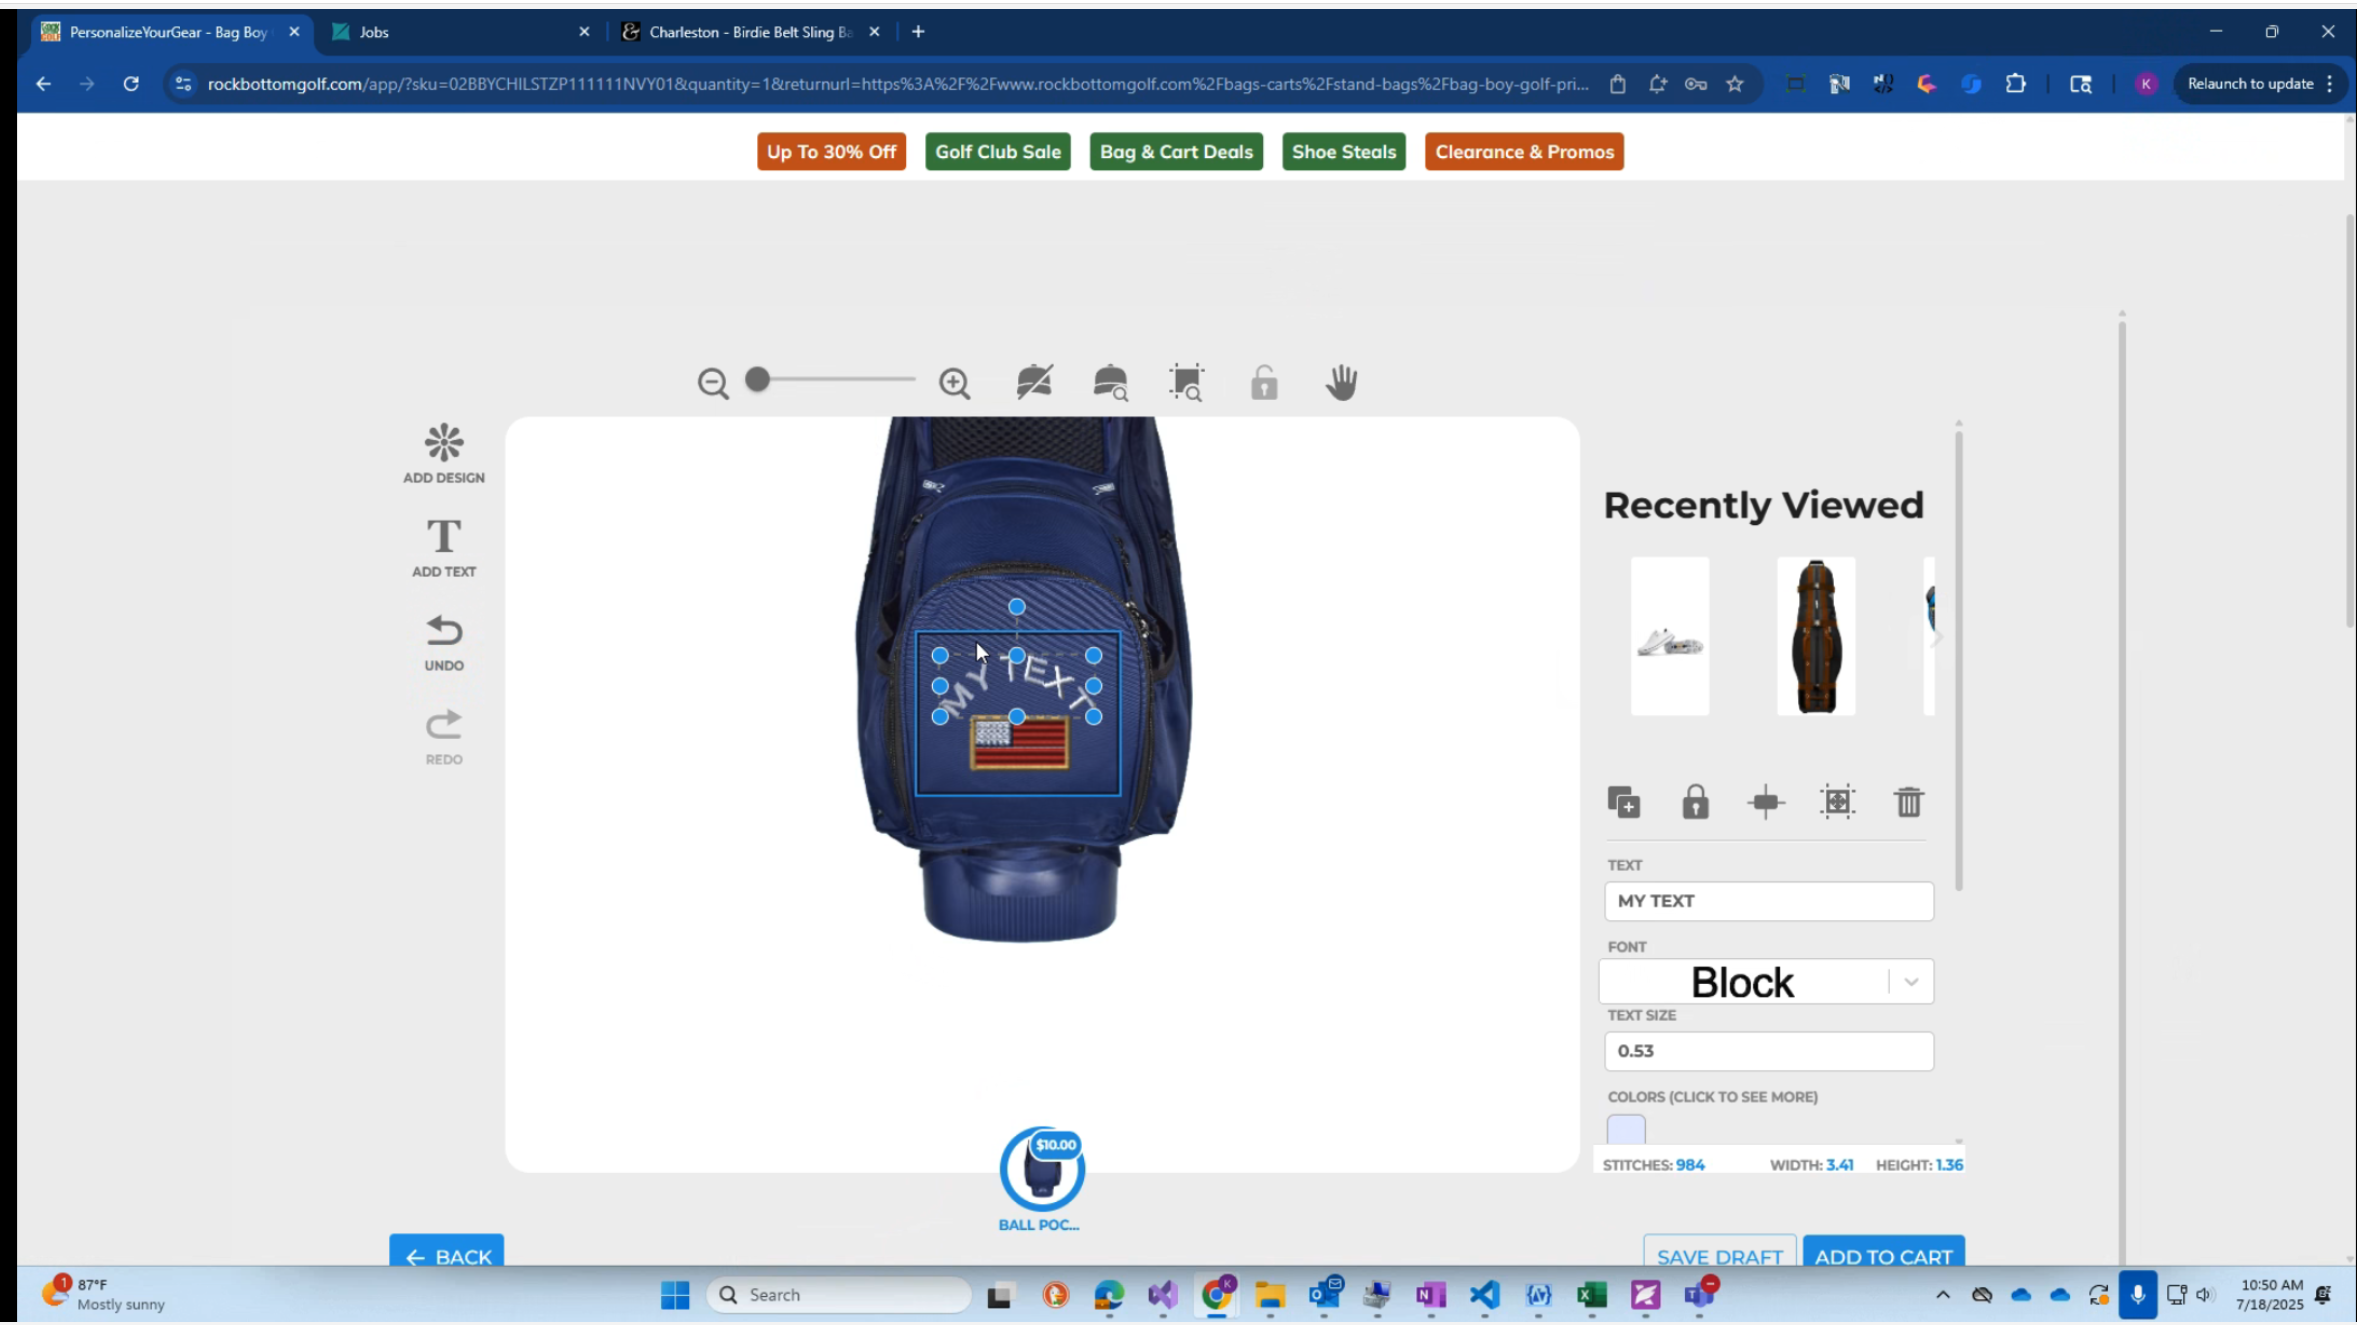 PersonalizeYourGear - Bag Boy
Jobs
Charleston - Birdie Belt Sling Ba
rockbottomgolf.com/app/?sku=02BBYCHILSTZP111111NVY01&quantity=1&returnurl=https%3A%2F%2Fwww.rockbottomgolf.com%2Fbags-carts%2Fstand-bags%2Fbag-boy-golf-pri...
K
Relaunch to update
Up To 30% Off
Golf Club Sale
Bag & Cart Deals
Shoe Steals
Clearance & Promos
ADD DESIGN
T
ADD TEXT
UNDO
REDO
MY TEXT
Recently Viewed
TEXT
MY TEXT
FONT
Block
TEXT SIZE
0.53
COLORS (CLICK TO SEE MORE)
STITCHES: 984 WIDTH: 3.41 HEIGHT: 1.36
$10.00
BALL POC...
← BACK
SAVE DRAFT
ADD TO CART
1
87°F
Mostly sunny
Search
10:50 AM
7/18/2025